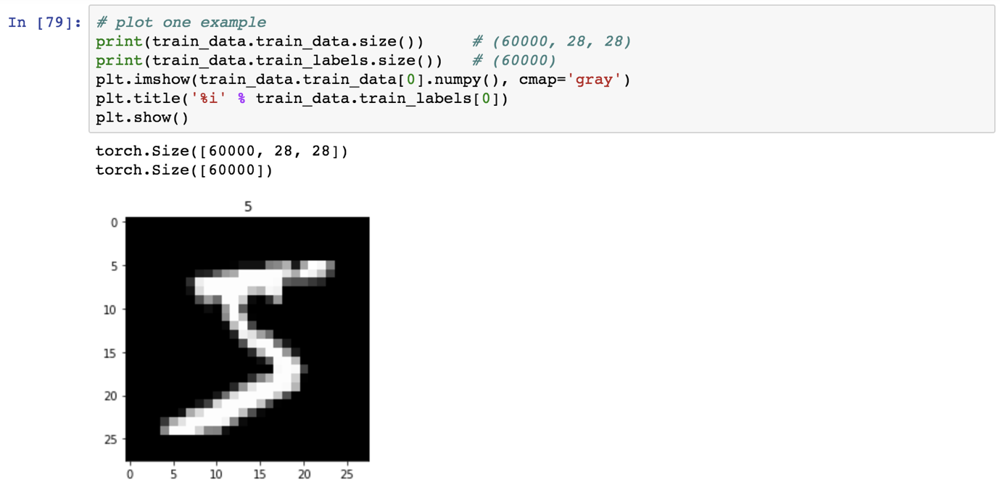 In [79]: # plot one example
print(train_data.train_data.size())     # (60000, 28, 28)
print(train_data.train_labels.size())   # (60000)
plt.imshow(train_data.train_data[0].numpy(), cmap='gray')
plt.title('%i' % train_data.train_labels[0])
plt.show()
torch.Size([60000, 28, 28])
torch.Size([60000])
5
0
5
10
15
20
25
0 5 10 15 20 25